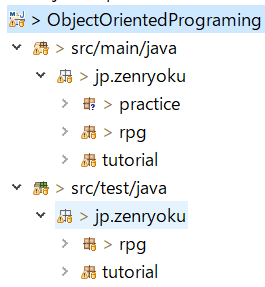 > ObjectOrientedPrograming
> src/main/java
> jp.zenryoku
> practice
> rpg
tutorial
> src/test/java
> jp.zenryoku
> rpg
tutorial